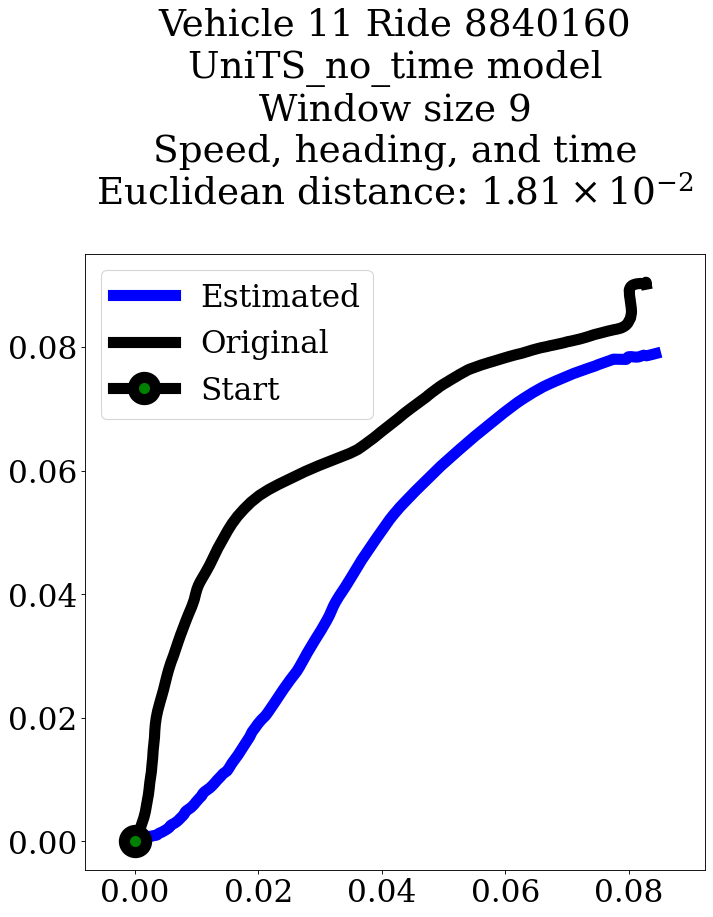 Vehicle 11 Ride 8840160
UniTS_no_time model
Window size 9
Speed, heading, and time
Euclidean distance: 1.81 × 10⁻²
Estimated
Original
Start
0.08
0.06
0.04
0.02
0.00
0.00 0.02 0.04 0.06 0.08